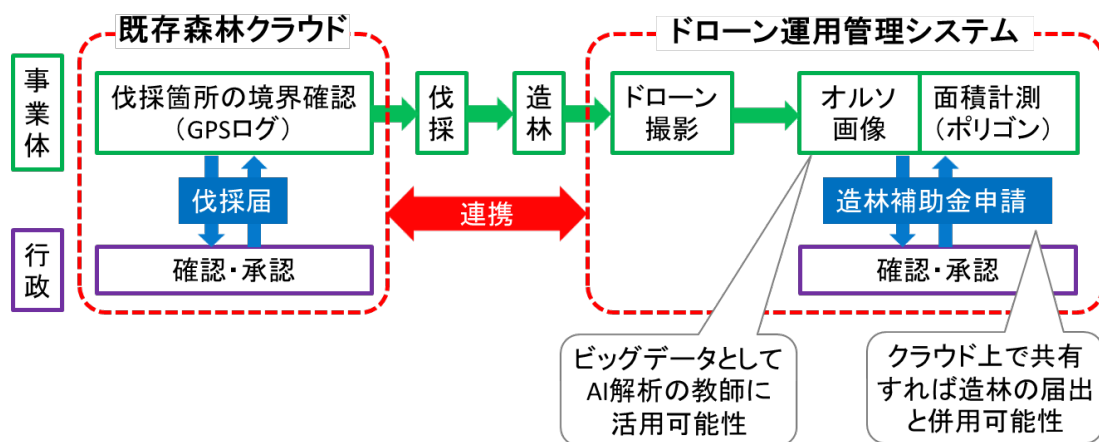 既存森林クラウド
ドローン運用管理システム
事業体
伐採箇所の境界確認
（GPSログ）
伐採
造林
ドローン
撮影
オルソ
画像
面積計測
（ポリゴン）
伐採届
連携
造林補助金申請
行政
確認・承認
確認・承認
ビッグデータとして
AI解析の教師に
活用可能性
クラウド上で共有
すれば造林の届出
と併用可能性